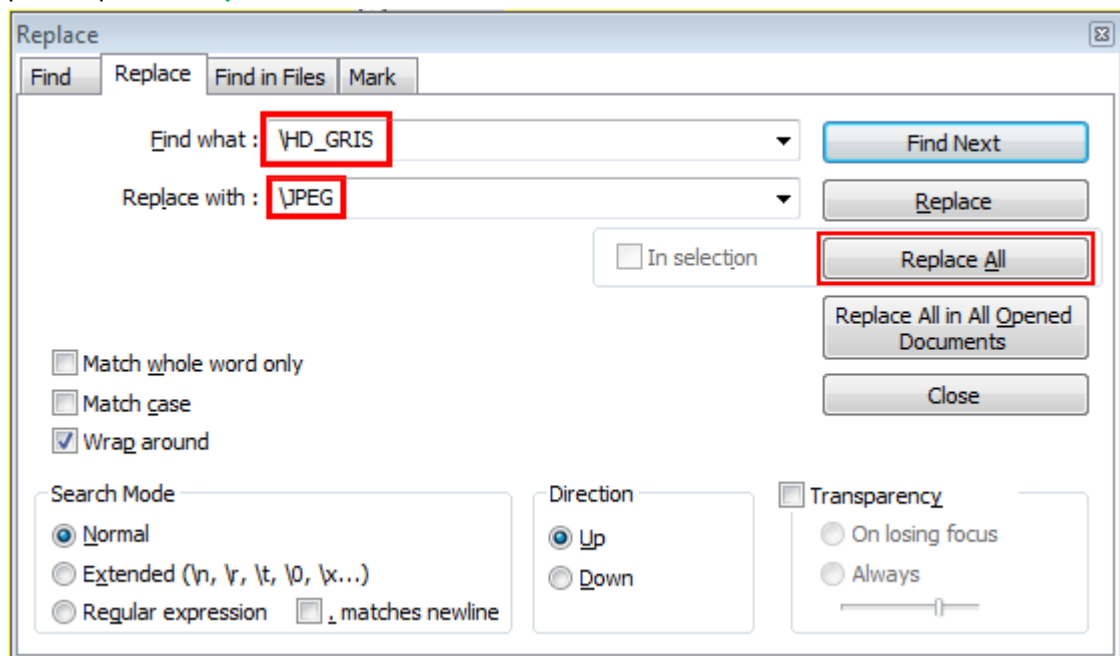 Replace
Find Replace Find in Files Mark
Find what : \HD_GRIS Find Next
Replace with : \JPEG Replace
In selection Replace All
Replace All in All Opened
Documents
Match whole word only
Match case Close
Wrap around
Search Mode Direction Transparency
Normal Up On losing focus
Extended (\n, \r, \t, \0, \x...) Down Always
Regular expression . matches newline